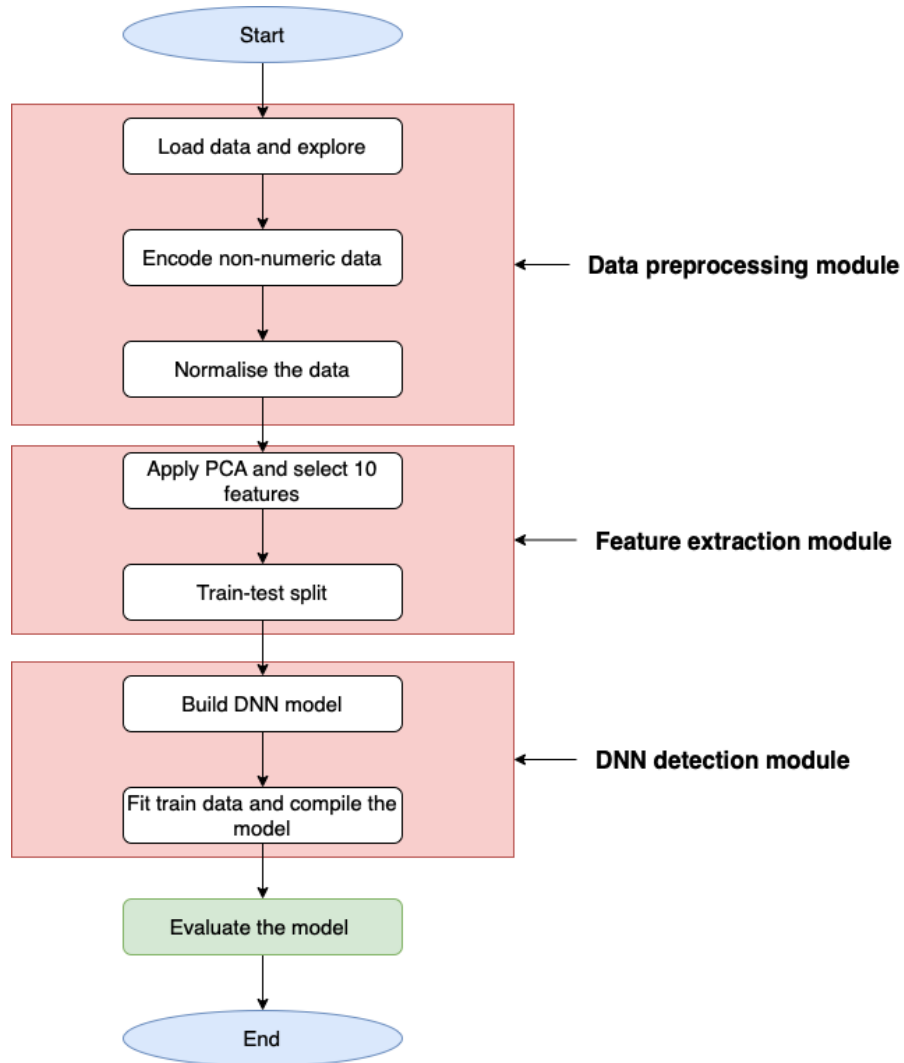 Start
Load data and explore
Encode non-numeric data
Data preprocessing module
Normalise the data
Apply PCA and select 10
features
Feature extraction module
Train-test split
Build DNN model
DNN detection module
Fit train data and compile the
model
Evaluate the model
End